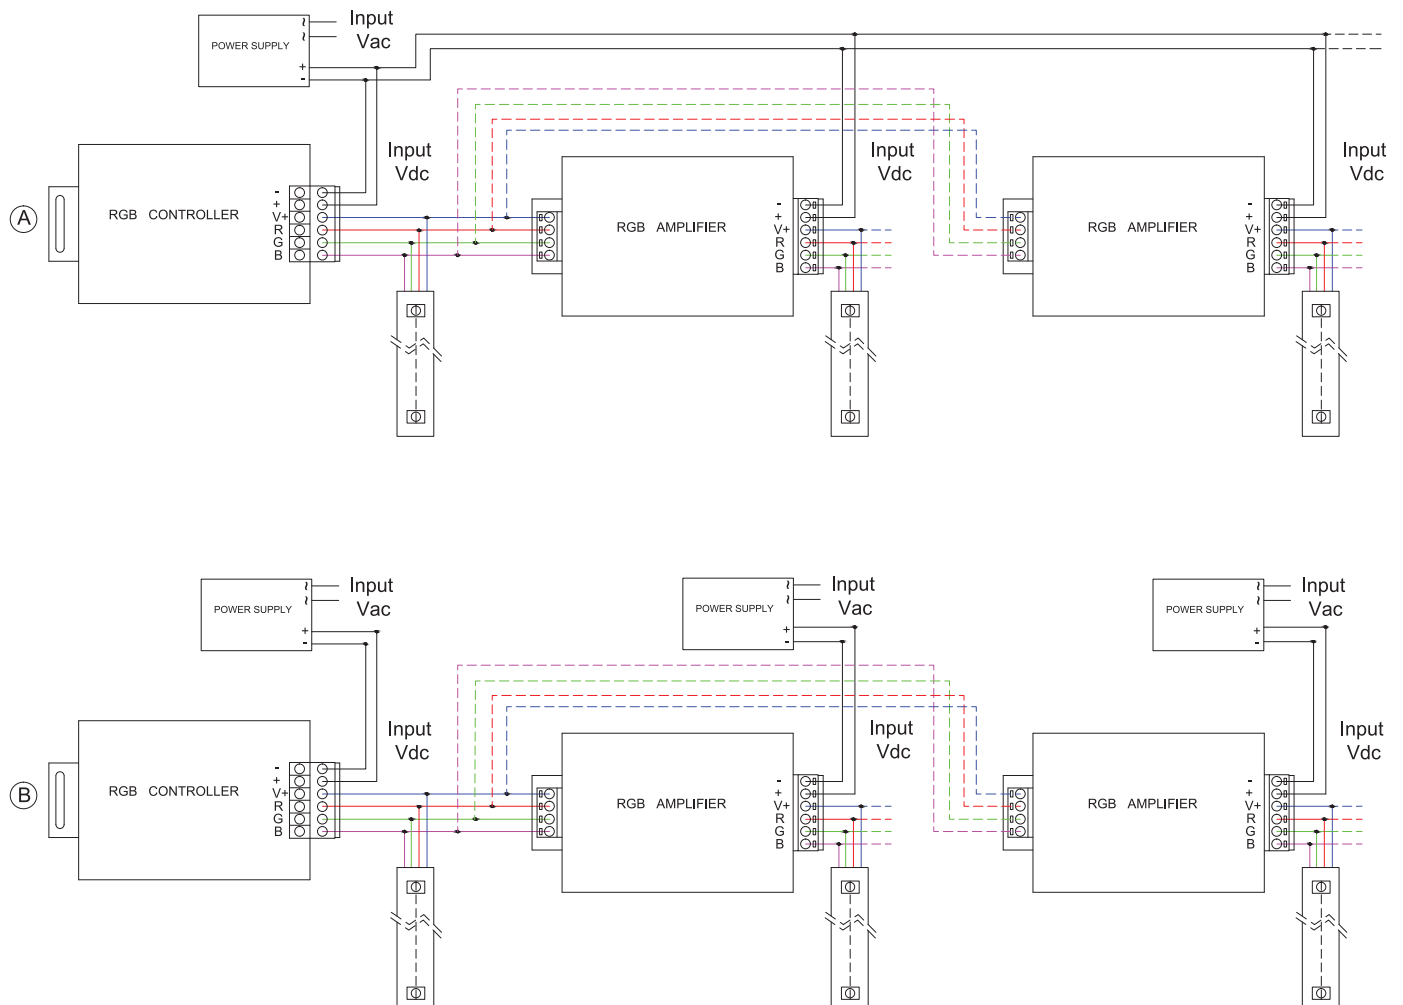 Input
Vac
POWER SUPPLY
~
~
+
-
Input
Vdc
Input
Vdc
Input
Vdc
A
RGB CONTROLLER
-
+
V+
R
G
B
RGB AMPLIFIER
-
+
V+
R
G
B
RGB AMPLIFIER
-
+
V+
R
G
B
Input
Vac
POWER SUPPLY
~
~
+
-
Input
Vac
POWER SUPPLY
~
~
+
-
Input
Vac
POWER SUPPLY
~
~
+
-
Input
Vdc
Input
Vdc
Input
Vdc
B
RGB CONTROLLER
-
+
V+
R
G
B
RGB AMPLIFIER
-
+
V+
R
G
B
RGB AMPLIFIER
-
+
V+
R
G
B